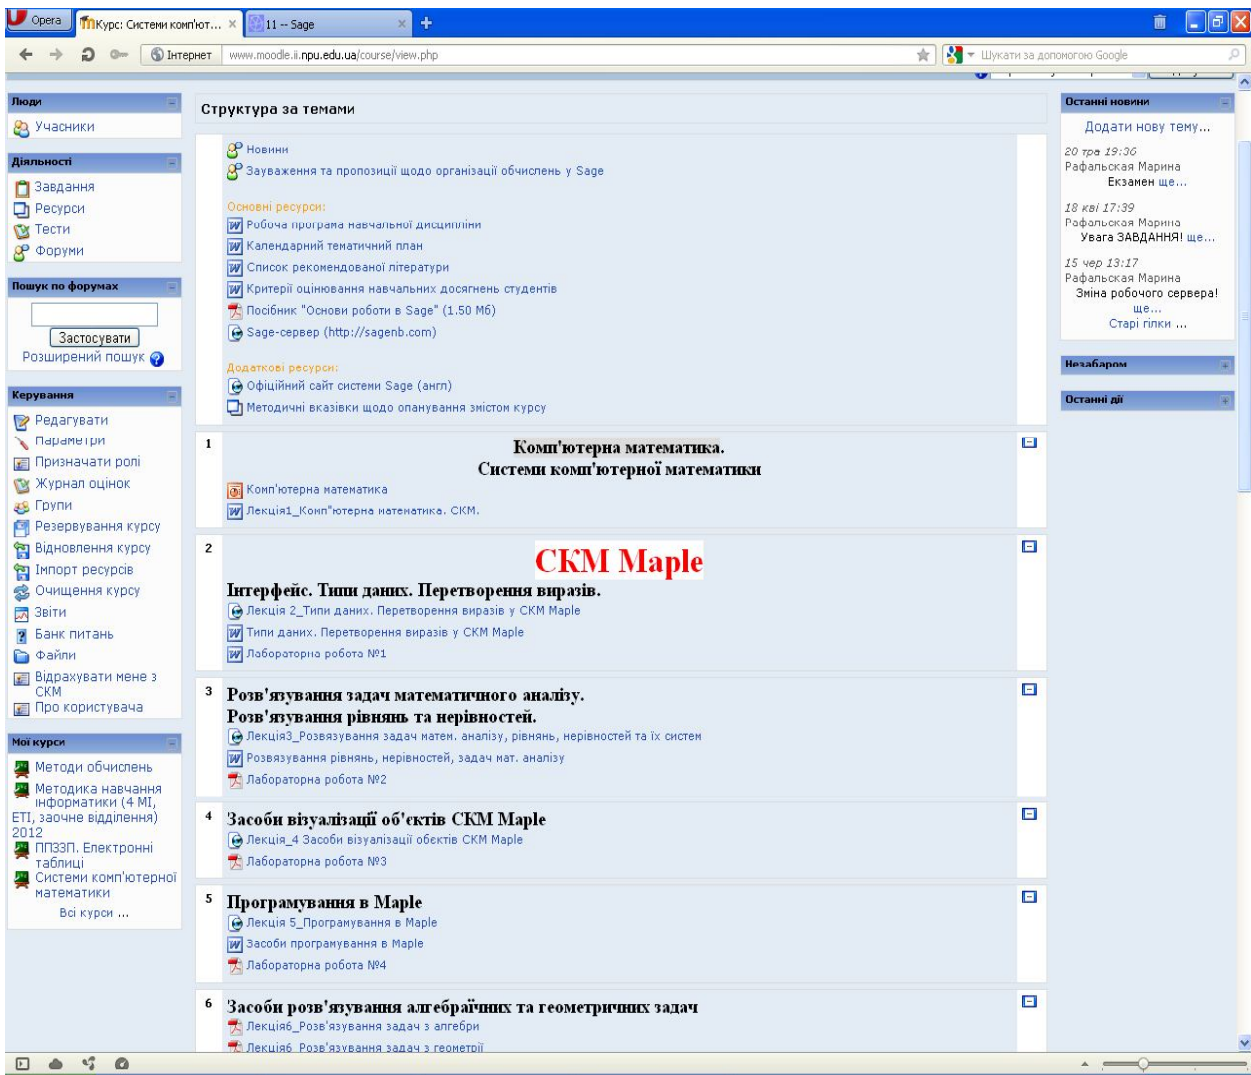 Opera
Курс: Системи комп'ют...
11 -- Sage
Інтернет
www.moodle.ii.npu.edu.ua/course/view.php
Шукати за допомогою Google
Люди
Учасники
Діяльності
Завдання
Ресурси
Тести
Форуми
Пошук по форумах
Застосувати
Розширений пошук
Керування
Редагувати
Параметри
Призначати ролі
Журнал оцінок
Групи
Резервування курсу
Відновлення курсу
Імпорт ресурсів
Очищення курсу
Звіти
Банк питань
Файли
Відрахувати мене з
СКМ
Про користувача
Мої курси
Методи обчислень
Методика навчання
інформатики (4 МІ,
ЕТІ, заочне відділення)
2012
ППЗЗП. Електронні
таблиці
Системи комп'ютерної
математики
Всі курси ...
Структура за темами
Новини
Зауваження та пропозиції щодо організації обчислень у Sage
Основні ресурси:
Робоча програма навчальної дисципліни
Календарний тематичний план
Список рекомендованої літератури
Критерії оцінювання навчальних досягнень студентів
Посібник "Основи роботи в Sage" (1.50 Мб)
Sage-сервер (http://sagenb.com)
Додаткові ресурси:
Офіційний сайт системи Sage (англ)
Методичні вказівки щодо опанування змістом курсу
1
Комп'ютерна математика.
Системи комп'ютерної математики
Комп'ютерна математика
Лекція1_Комп"ютерна математика. СКМ.
2
СКМ Maple
Інтерфейс. Типи даних. Перетворення виразів.
Лекція 2_Типи даних. Перетворення виразів у СКМ Maple
Типи даних. Перетворення виразів у СКМ Maple
Лабораторна робота №1
3
Розв'язування задач математичного аналізу.
Розв'язування рівнянь та нерівностей.
Лекція3_Розвязування задач матем. аналізу, рівнянь, нерівностей та їх систем
Розвязування рівнянь, нерівностей, задач мат. аналізу
Лабораторна робота №2
4
Засоби візуалізації об'єктів СКМ Maple
Лекція_4 Засоби візуалізації обєктів СКМ Maple
Лабораторна робота №3
5
Програмування в Maple
Лекція 5_Програмування в Maple
Засоби програмування в Maple
Лабораторна робота №4
6
Засоби розв'язування алгебраїчних та геометричних задач
Лекція6_Розв'язування задач з алгебри
Лекція6_Розв'язування задач з геометрії
Останні новини
Додати нову тему...
20 тра 19:36
Рафальская Марина
Екзамен ще...
18 кві 17:39
Рафальская Марина
Увага ЗАВДАННЯ! ще...
15 чер 13:17
Рафальская Марина
Зміна робочого сервера!
ще...
Старі гілки ...
Незабаром
Останні дії